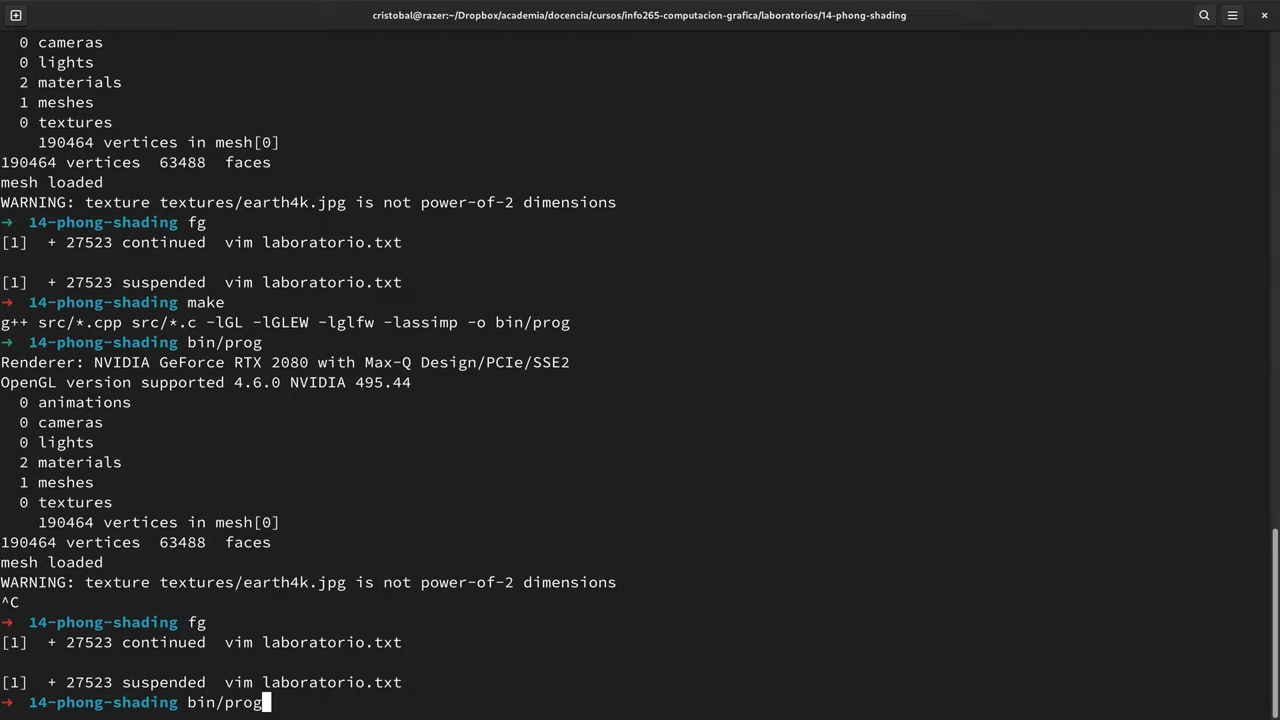 cristobal@razer:~/Dropbox/academia/docencia/cursos/info265-computacion-grafica/laboratorios/14-phong-shading
0 cameras
0 lights
2 materials
1 meshes
0 textures
190464 vertices in mesh[0]
190464 vertices  63488  faces
mesh loaded
WARNING: texture textures/earth4k.jpg is not power-of-2 dimensions
→  14-phong-shading fg
[1]  + 27523 continued  vim laboratorio.txt
[1]  + 27523 suspended  vim laboratorio.txt
→  14-phong-shading make
g++ src/*.cpp src/*.c -lGL -lGLEW -lglfw -lassimp -o bin/prog
→  14-phong-shading bin/prog
Renderer: NVIDIA GeForce RTX 2080 with Max-Q Design/PCIe/SSE2
OpenGL version supported 4.6.0 NVIDIA 495.44
0 animations
0 cameras
0 lights
2 materials
1 meshes
0 textures
190464 vertices in mesh[0]
190464 vertices  63488  faces
mesh loaded
WARNING: texture textures/earth4k.jpg is not power-of-2 dimensions
^C
→  14-phong-shading fg
[1]  + 27523 continued  vim laboratorio.txt
[1]  + 27523 suspended  vim laboratorio.txt
→  14-phong-shading bin/prog